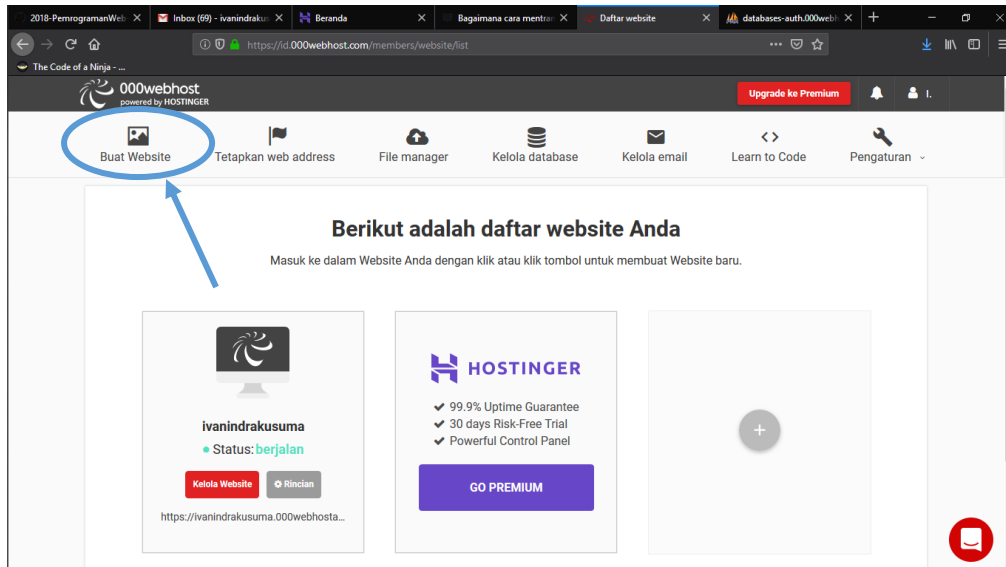 2018-PemrogramanWeb
Inbox (69) - ivanindrakus
Beranda
Bagaimana cara mentran
Daftar website
databases-auth.000webh
https://id.000webhost.com/members/website/list
The Code of a Ninja - ...
000webhost
powered by HOSTINGER
Upgrade ke Premium
I.
Buat Website
Tetapkan web address
File manager
Kelola database
Kelola email
Learn to Code
Pengaturan
Berikut adalah daftar website Anda
Masuk ke dalam Website Anda dengan klik atau klik tombol untuk membuat Website baru.
ivanindrakusuma
Status: berjalan
Kelola Website
Rincian
https://ivanindrakusuma.000webhosta...
HOSTINGER
99.9% Uptime Guarantee
30 days Risk-Free Trial
Powerful Control Panel
GO PREMIUM